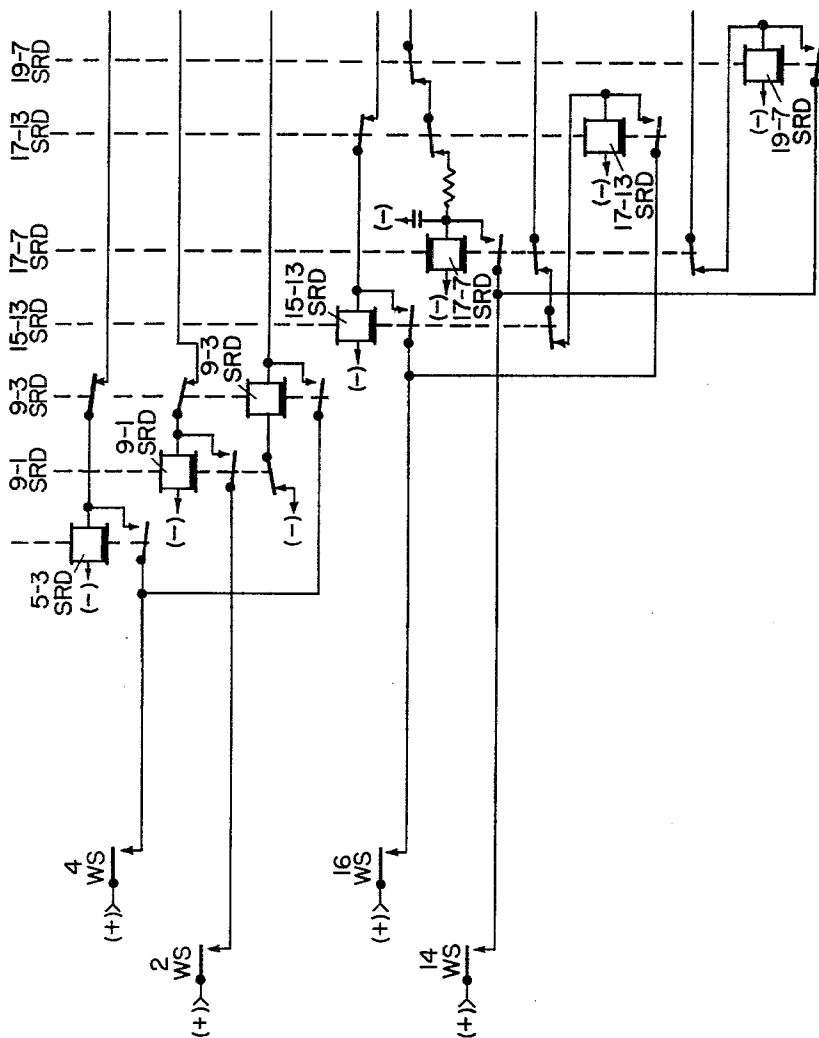 19-7
SRD
17-13
SRD
17-7
SRD
15-13
SRD
9-3
SRD
9-1
SRD
5-3
SRD
(-)
9-1
SRD
(-)
9-3
SRD
(-)
15-13
SRD
(-)
(-)
(-)
17-7
SRD
(-)
17-13
SRD
(-)
19-7
SRD
4
WS
(+)
2
WS
(+)
16
WS
(+)
14
WS
(+)